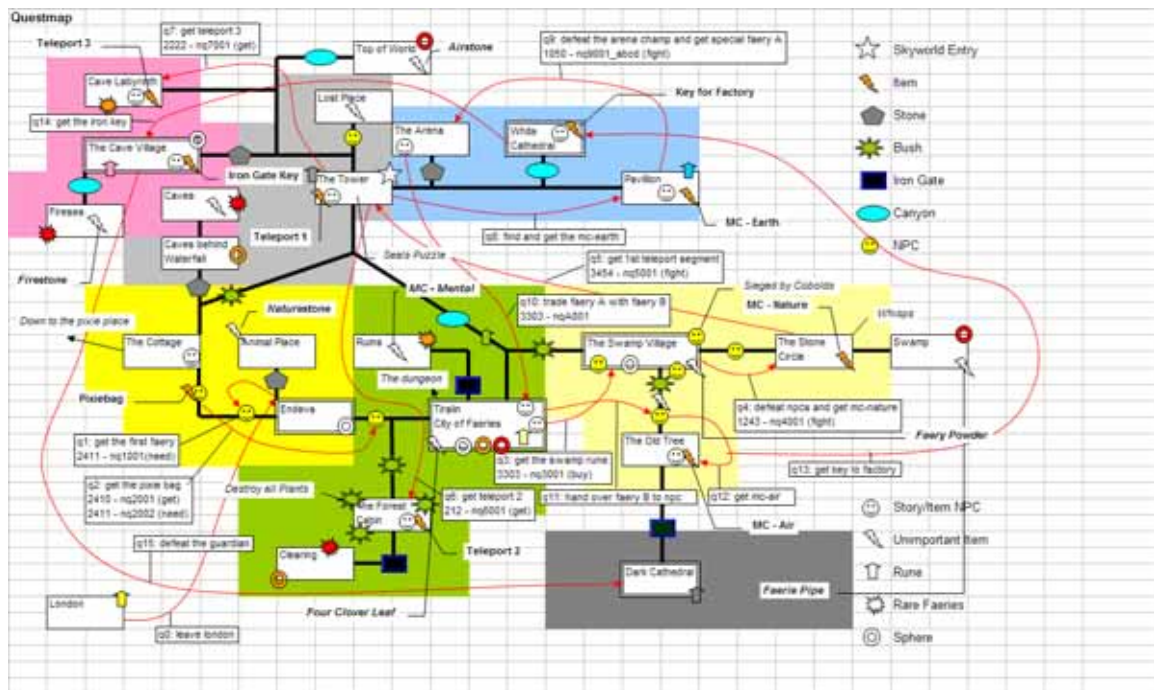 Questmap
q7: get teleport 3
2222 - nq7001 (get)
Teleport 3
Top of World
Airstone
q9: defeat the arena champ and get special faery A
1050 - nq9001_abcd (fight)
Skyworld Entry
Cave Labyrinth
Item
Lost Place
Key for Factory
Stone
q14: get the iron key
The Arena
White
Cathedral
The Cave Village
Bush
Iron Gate Key
The Tower
Pavillion
Iron Gate
Caves
Firesea
MC - Earth
Canyon
Teleport 1
q8: find and get the mc-earth
NPC
Caves behind
Waterfall
Seals Puzzle
q5: get 1st teleport segment
3454 - nq5001 (fight)
Firestone
MC - Mental
Sieged by Cobolds
Naturestone
q10: trade faery A with faery B
3303 - nqA001
MC - Nature
Down to the pixie place
Whisps
The Cottage
Animal Place
Ruins
The Swamp Village
The Stone
Circle
Swamp
The dungeon
Pixiebag
Endeva
Tiralin
City of Faeries
q4: defeat npcs and get mc-nature
1243 - nq4001 (fight)
q1: get the first faery
2411 - nq1001(need)
The Old Tree
Faery Powder
q3: get the swamp rune
3303 - nq3001 (buy)
q13: get key to factory
q2: get the pixie bag
2410 - nq2001 (get)
2411 - nq2002 (need)
Destroy all Plants
q6: get teleport 2
212 - nq6001 (get)
q11: hand over faery B to npc
q12: get mc-air
The Forest
Cabin
Story/Item NPC
MC - Air
q15: defeat the guardian
Teleport 2
Unimportant Item
Clearing
Dark Cathedral
Rune
Faerie Pipe
London
Four Clover Leaf
Rare Faeries
q0: leave london
Sphere